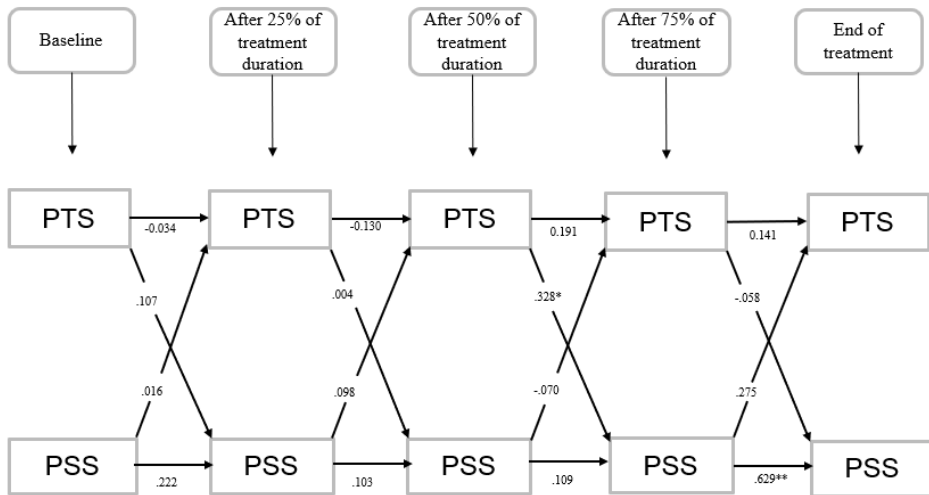 Baseline
After 25% of
treatment
duration
After 50% of
treatment
duration
After 75% of
treatment
duration
End of
treatment
PTS
PTS
PTS
PTS
PTS
-0.034
-0.130
0.191
0.141
.107
.004
.328*
-.058
.016
.098
-.070
.275
PSS
PSS
PSS
PSS
PSS
.222
.103
.109
.629**